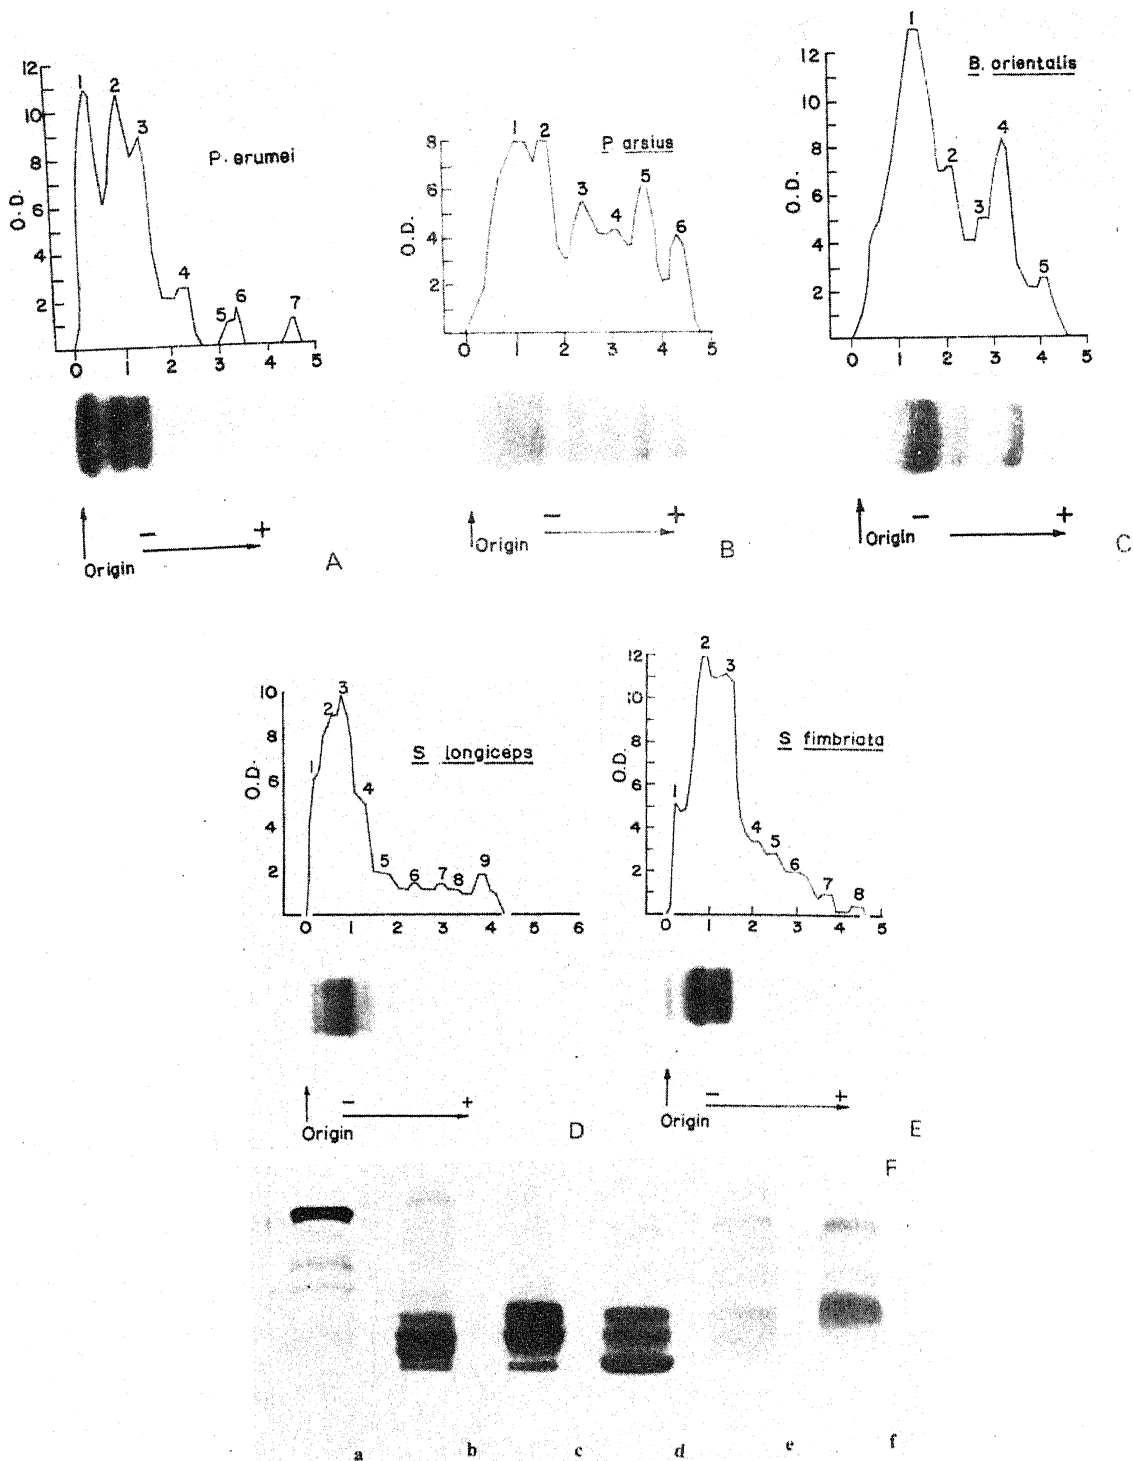 12
10
8
6
4
2
O.D.
1
2
3
4
5
6
7
P. erumei
0 1 2 3 4 5
Origin
− +
A
8
6
4
2
O.D.
1
2
3
4
5
6
P arsius
0 1 2 3 4 5
Origin
− +
B
12
10
8
6
4
2
O.D.
1
2
3
4
5
B. orientalis
0 1 2 3 4 5
Origin
− +
C
10
8
6
4
2
O.D.
1
2
3
4
5
6
7
8
9
S longiceps
0 1 2 3 4 5 6
− +
Origin
D
12
10
8
6
4
2
O.D.
1
2
3
4
5
6
7
8
S fimbriata
0 1 2 3 4 5
− +
Origin
E
F
a b c d e f